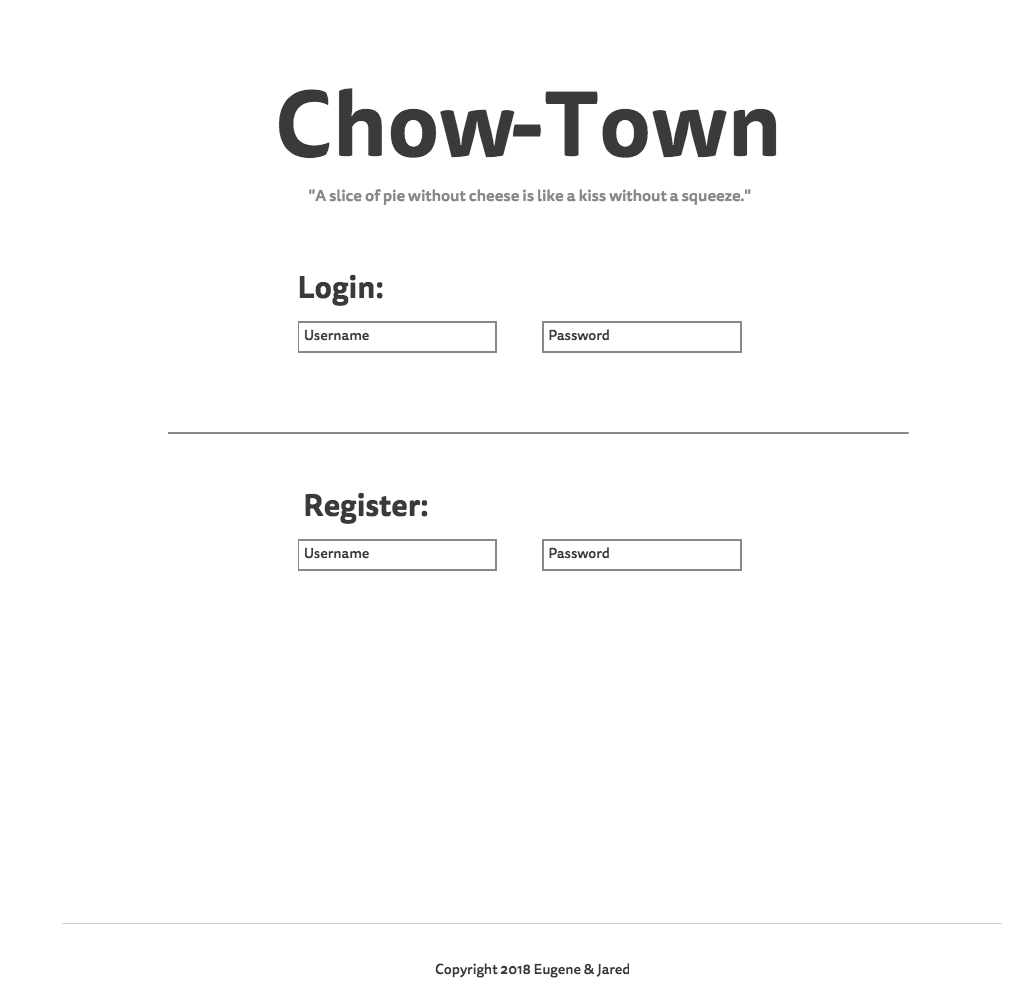 Chow-Town
"A slice of pie without cheese is like a kiss without a squeeze."
Login:
Username Password
Register:
Username Password
Copyright 2018 Eugene & Jared